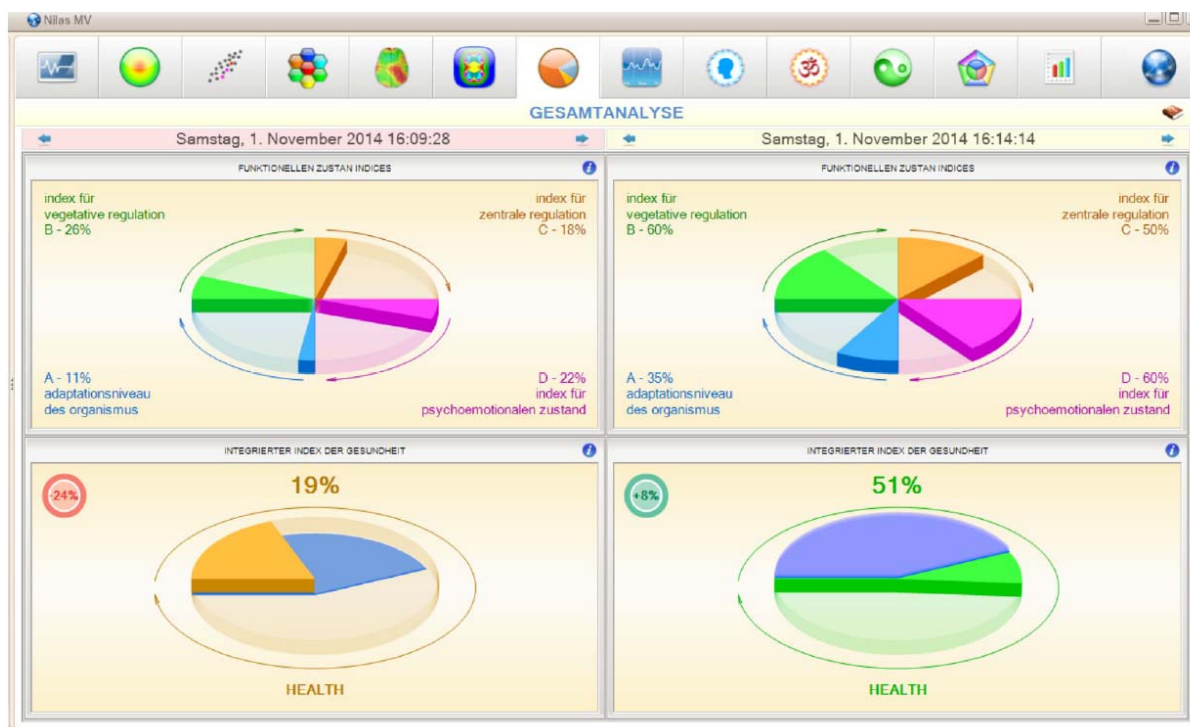 Nilas MV
GESAMTANALYSE
Samstag, 1. November 2014 16:09:28
FUNKTIONELLEN ZUSTAN INDICES
index für
vegetative regulation
B - 26%
index für
zentrale regulation
C - 18%
A - 11%
adaptationsniveau
des organismus
D - 22%
index für
psychoemotionalen zustand
INTEGRIERTER INDEX DER GESUNDHEIT
-24%
19%
HEALTH
Samstag, 1. November 2014 16:14:14
FUNKTIONELLEN ZUSTAN INDICES
index für
vegetative regulation
B - 60%
index für
zentrale regulation
C - 50%
A - 35%
adaptationsniveau
des organismus
D - 60%
index für
psychoemotionalen zustand
INTEGRIERTER INDEX DER GESUNDHEIT
+8%
51%
HEALTH